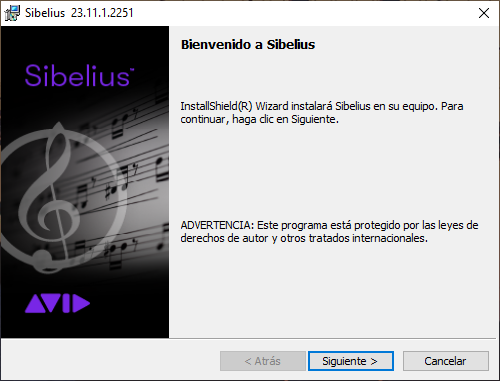 Sibelius 23.11.1.2251
Sibelius™
AVID
Bienvenido a Sibelius
InstallShield(R) Wizard instalará Sibelius en su equipo. Para
continuar, haga clic en Siguiente.
ADVERTENCIA: Este programa está protegido por las leyes de
derechos de autor y otros tratados internacionales.
< Atrás
Siguiente >
Cancelar